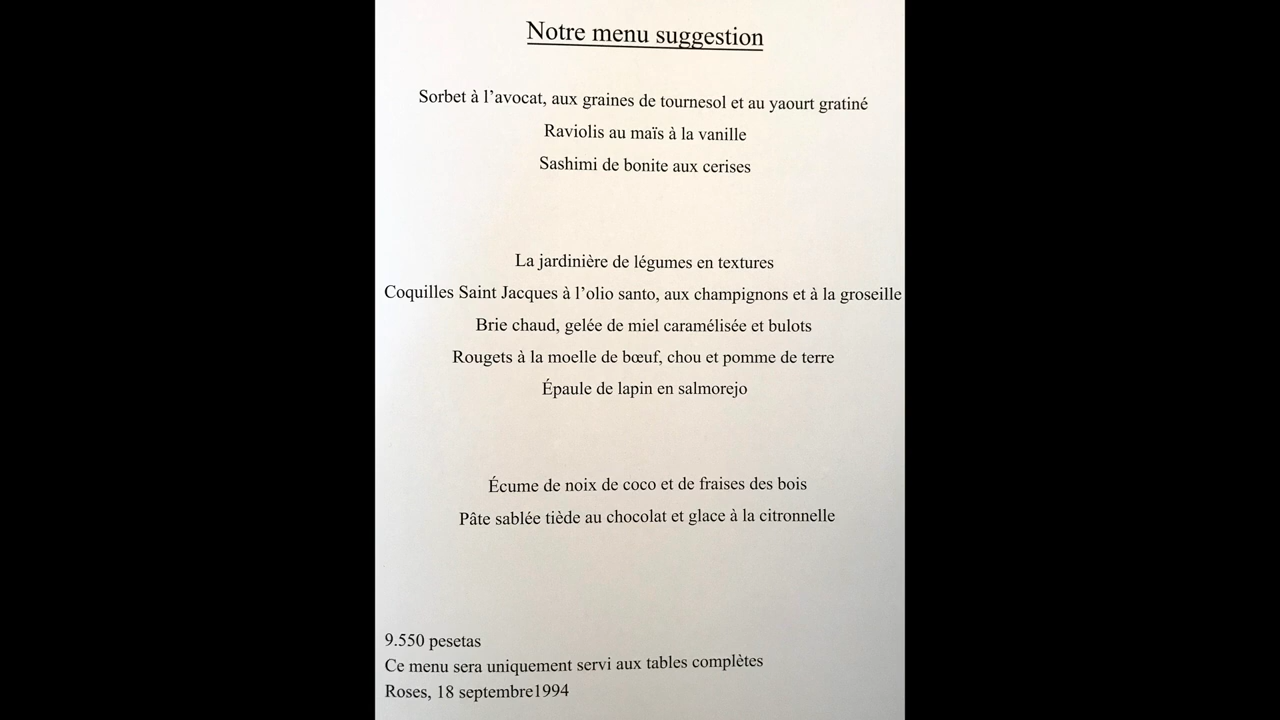 Notre menu suggestion
Sorbet à l’avocat, aux graines de tournesol et au yaourt gratiné
Raviolis au maïs à la vanille
Sashimi de bonite aux cerises
La jardinière de légumes en textures
Coquilles Saint Jacques à l’olio santo, aux champignons et à la groseille
Brie chaud, gelée de miel caramélisée et bulots
Rougets à la moelle de bœuf, chou et pomme de terre
Épaule de lapin en salmorejo
Écume de noix de coco et de fraises des bois
Pâte sablée tiède au chocolat et glace à la citronnelle
9.550 pesetas
Ce menu sera uniquement servi aux tables complètes
Roses, 18 septembre1994